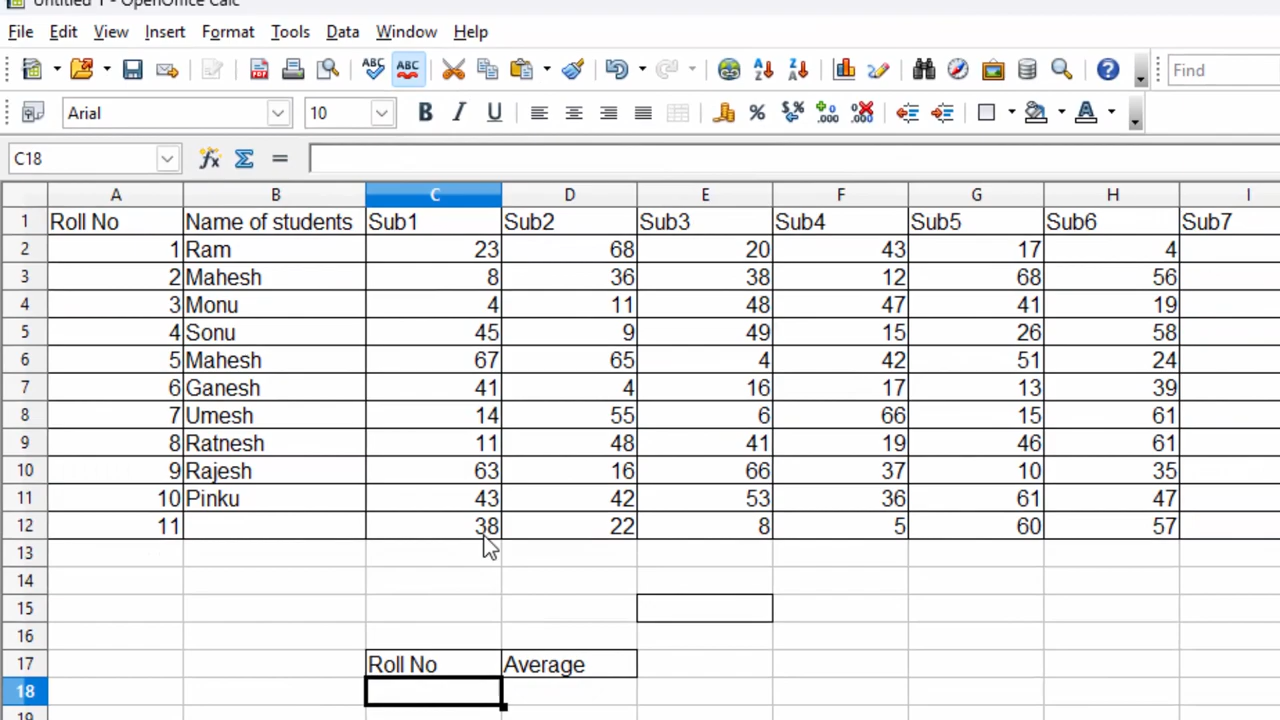 Untitled 1 - OpenOffice Calc
File Edit View Insert Format Tools Data Window Help
ABC ABC PDF Find
Arial 10 B I U % A
C18 fx Σ =
A B C D E F G H I
1 Roll No Name of students Sub1 Sub2 Sub3 Sub4 Sub5 Sub6 Sub7
2 1 Ram 23 68 20 43 17 4
3 2 Mahesh 8 36 38 12 68 56
4 3 Monu 4 11 48 47 41 19
5 4 Sonu 45 9 49 15 26 58
6 5 Mahesh 67 65 4 42 51 24
7 6 Ganesh 41 4 16 17 13 39
8 7 Umesh 14 55 6 66 15 61
9 8 Ratnesh 11 48 41 19 46 61
10 9 Rajesh 63 16 66 37 10 35
11 10 Pinku 43 42 53 36 61 47
12 11 38 22 8 5 60 57
13
14
15
16
17 Roll No Average
18
19